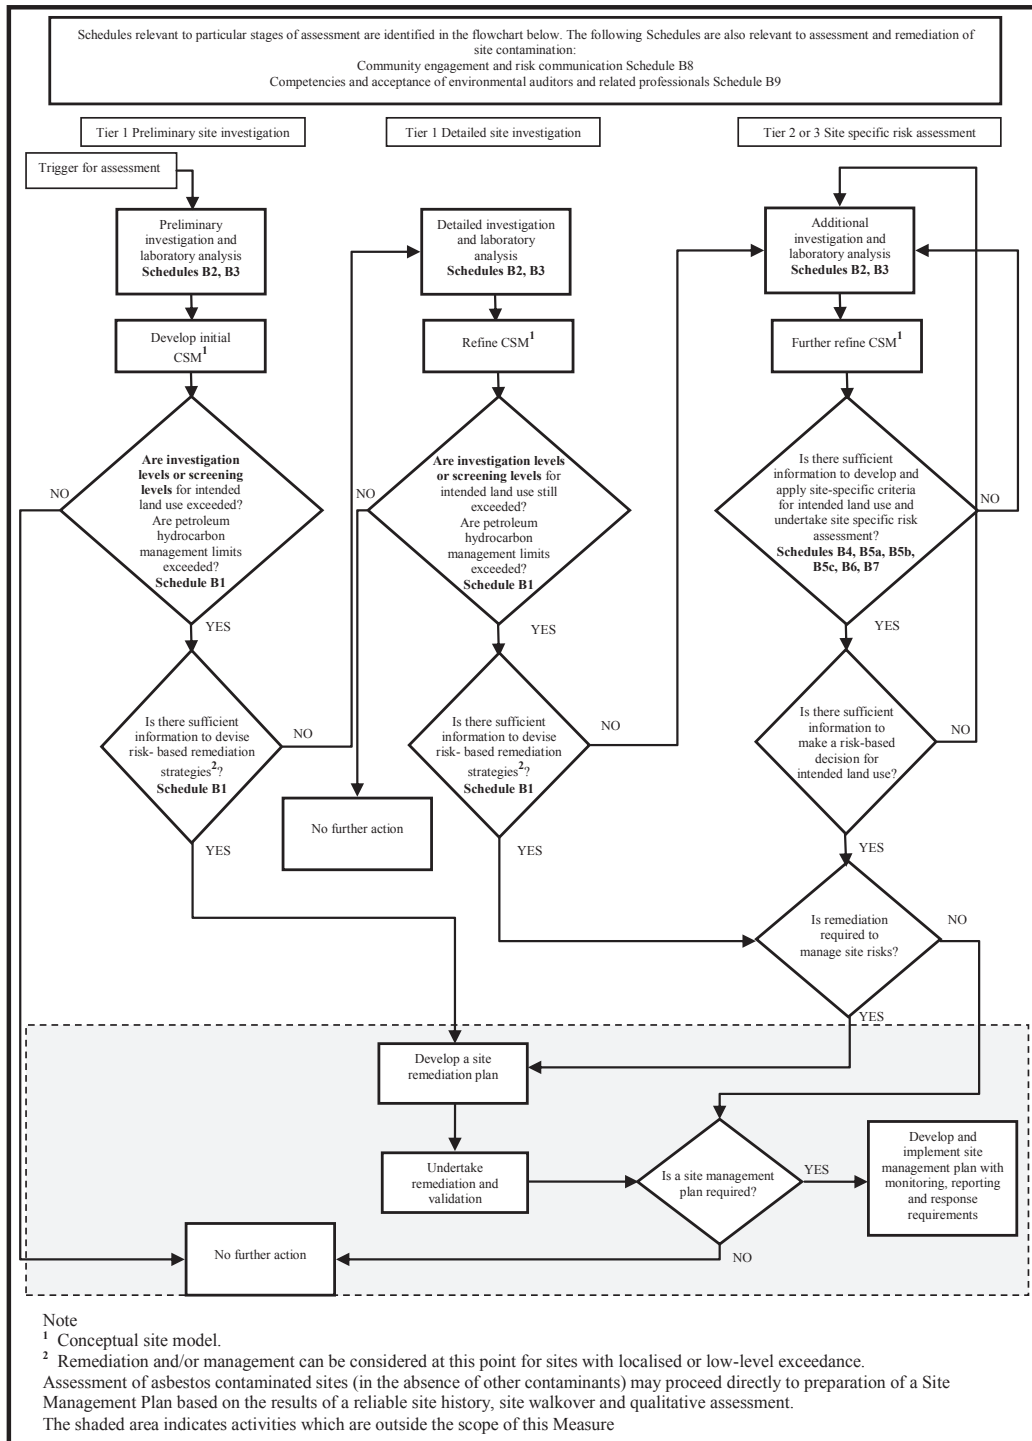 Schedules relevant to particular stages of assessment are identified in the flowchart below. The following Schedules are also relevant to assessment and remediation of
site contamination:
Community engagement and risk communication Schedule B8
Competencies and acceptance of environmental auditors and related professionals Schedule B9
Tier 1 Preliminary site investigation
Tier 1 Detailed site investigation
Tier 2 or 3 Site specific risk assessment
Trigger for assessment
Preliminary
investigation and
laboratory analysis
Schedules B2, B3
Detailed investigation
and laboratory
analysis
Schedules B2, B3
Additional
investigation and
laboratory analysis
Schedules B2, B3
Develop initial
CSM1
Refine CSM1
Further refine CSM1
Are investigation
levels or screening
levels for intended
land use exceeded?
Are petroleum
hydrocarbon
management limits
exceeded?
Schedule B1
NO
YES
Are investigation levels
or screening levels for
intended land use still
exceeded?
Are petroleum
hydrocarbon
management limits
exceeded?
Schedule B1
NO
YES
Is there sufficient
information to develop and
apply site-specific criteria
for intended land use and
undertake site specific risk
assessment?
Schedules B4, B5a, B5b,
B5c, B6, B7
NO
YES
Is there sufficient
information to devise
risk- based remediation
strategies2?
Schedule B1
NO
YES
No further action
Is there sufficient
information to devise
risk- based remediation
strategies2?
Schedule B1
NO
YES
Is there sufficient
information to
make a risk-based
decision for
intended land use?
NO
YES
Is remediation
required to
manage site risks?
NO
YES
Develop a site
remediation plan
Undertake
remediation and
validation
Is a site management
plan required?
YES
NO
Develop and
implement site
management plan with
monitoring, reporting
and response
requirements
No further action
Note
1 Conceptual site model.
2 Remediation and/or management can be considered at this point for sites with localised or low-level exceedance.
Assessment of asbestos contaminated sites (in the absence of other contaminants) may proceed directly to preparation of a Site
Management Plan based on the results of a reliable site history, site walkover and qualitative assessment.
The shaded area indicates activities which are outside the scope of this Measure